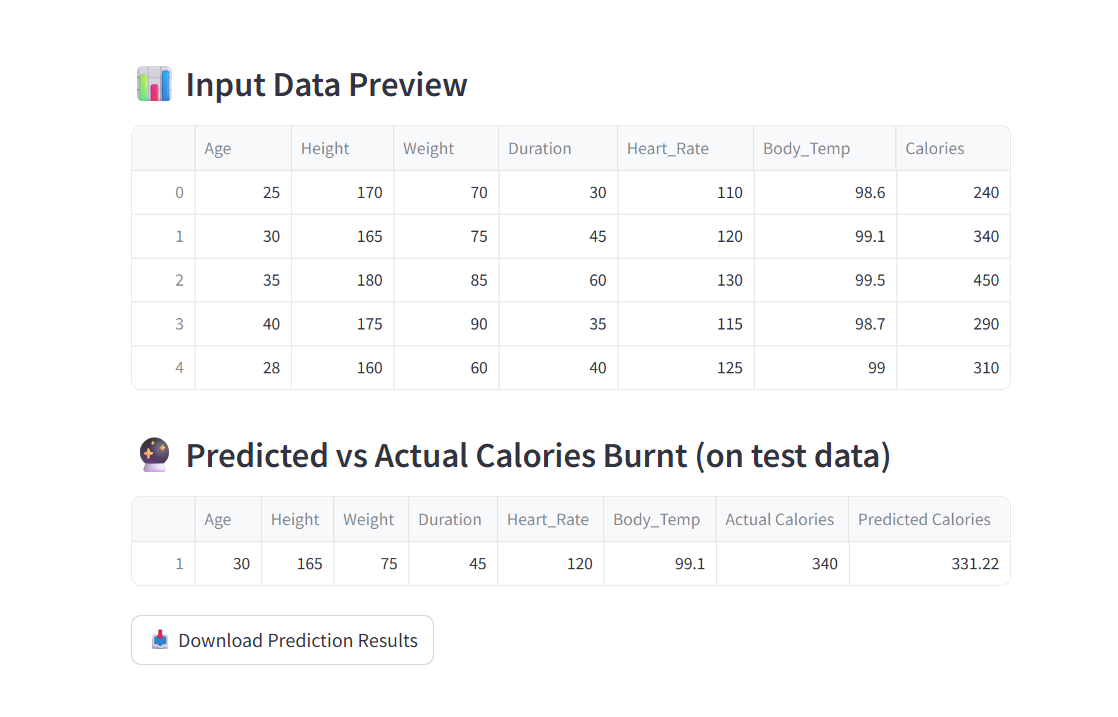 Input Data Preview
Age Height Weight Duration Heart_Rate Body_Temp Calories
0 25 170 70 30 110 98.6 240
1 30 165 75 45 120 99.1 340
2 35 180 85 60 130 99.5 450
3 40 175 90 35 115 98.7 290
4 28 160 60 40 125 99 310
Predicted vs Actual Calories Burnt (on test data)
Age Height Weight Duration Heart_Rate Body_Temp Actual Calories Predicted Calories
1 30 165 75 45 120 99.1 340 331.22
Download Prediction Results